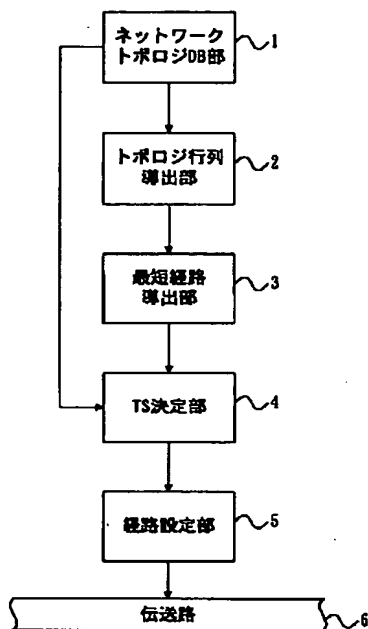 ネットワーク
トポロジDB部
1
トポロジ行列
導出部
2
最短経路
導出部
3
TS決定部
4
経路設定部
5
伝送路
6